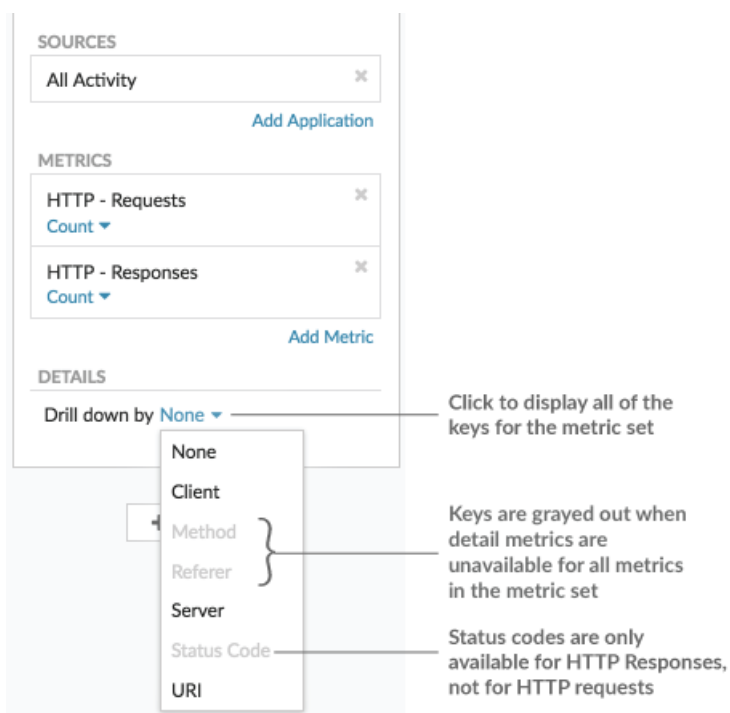 SOURCES
All Activity
Add Application
METRICS
HTTP - Requests
Count
HTTP - Responses
Count
Add Metric
DETAILS
Drill down by None
None
Client
Method
Referer
Server
Status Code
URI
Click to display all of the
keys for the metric set
Keys are grayed out when
detail metrics are
unavailable for all metrics
in the metric set
Status codes are only
available for HTTP Responses,
not for HTTP requests